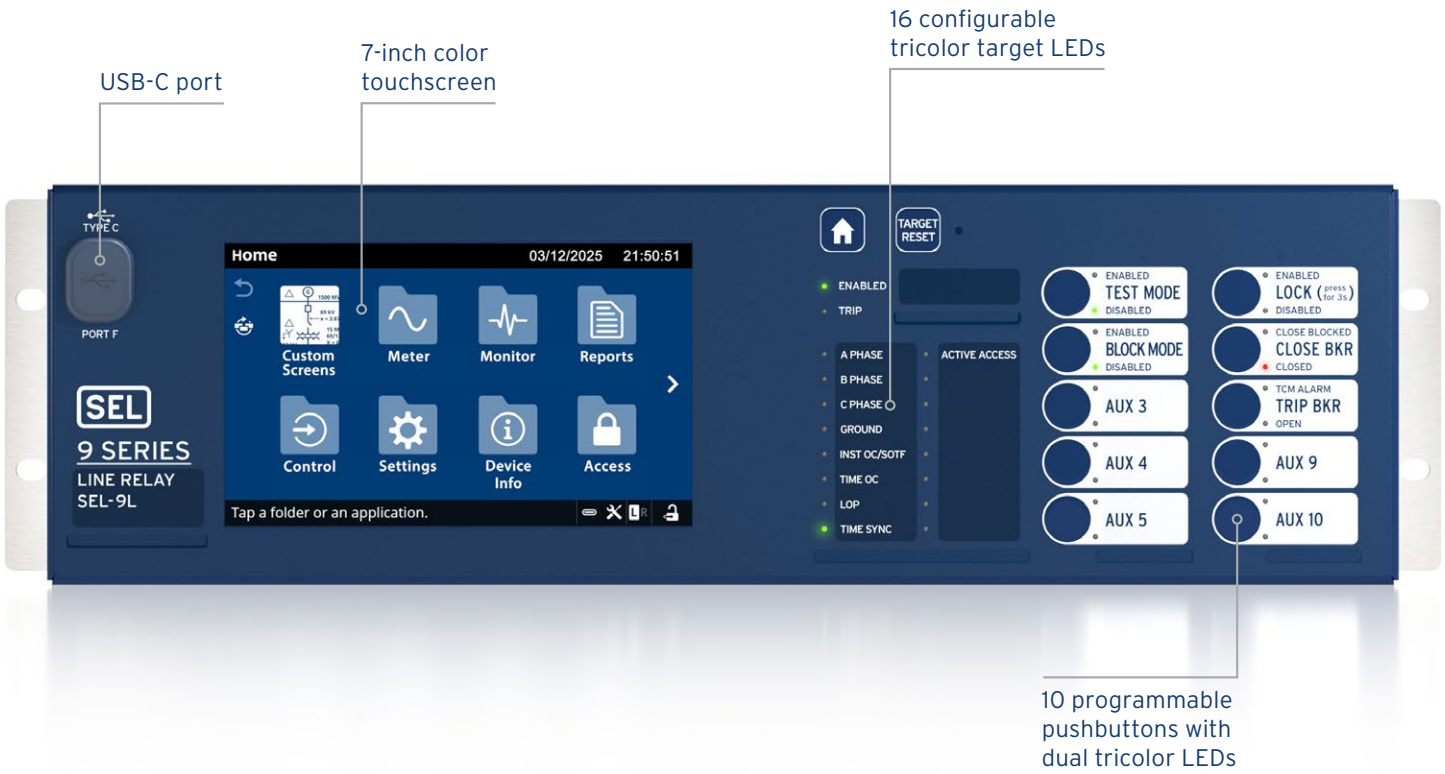 16 configurable
tricolor target LEDs
7-inch color
touchscreen
USB-C port
TYPE C
PORT F
SEL
9 SERIES
LINE RELAY
SEL-9L
Home 03/12/2025 21:50:51
G 1500 MV
69 kV
Custom
Screens
Meter
Monitor
Reports
Control
Settings
Device
Info
Access
Tap a folder or an application.
L R
TARGET
RESET
ENABLED
TRIP
A PHASE
B PHASE
C PHASE
GROUND
INST OC/SOTF
TIME OC
LOP
TIME SYNC
ACTIVE ACCESS
ENABLED
TEST MODE
DISABLED
ENABLED
BLOCK MODE
DISABLED
AUX 3
AUX 4
AUX 5
ENABLED
LOCK (press for 3s)
DISABLED
CLOSE BLOCKED
CLOSE BKR
CLOSED
TCM ALARM
TRIP BKR
OPEN
AUX 9
AUX 10
10 programmable
pushbuttons with
dual tricolor LEDs